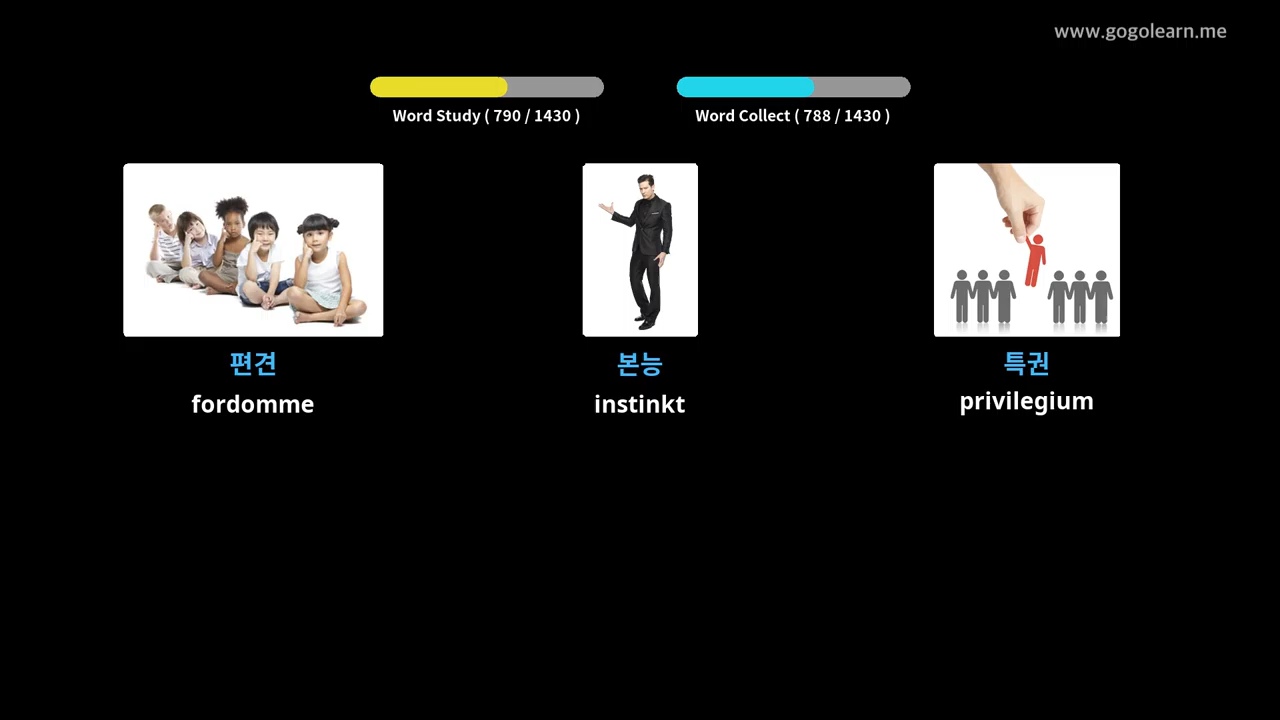 www.gogolearn.me
Word Study ( 790 / 1430 )
Word Collect ( 788 / 1430 )
편견
본능
특권
fordomme
instinkt
privilegium